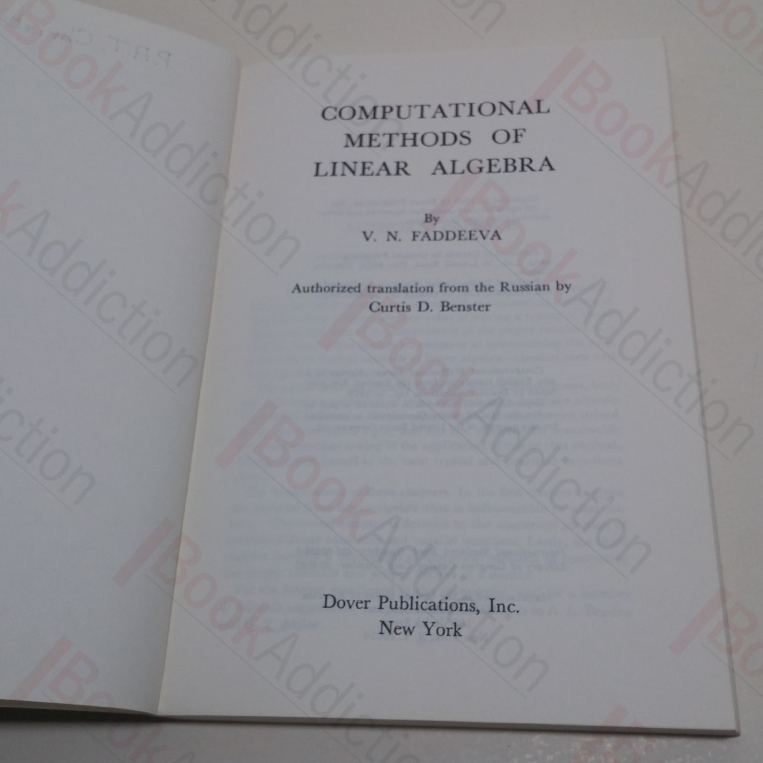 COMPUTATIONAL
METHODS OF
LINEAR ALGEBRA
By
V. N. FADDEEVA
Authorized translation from the Russian by
Curtis D. Benster
Dover Publications, Inc.
New York
BookAddiction